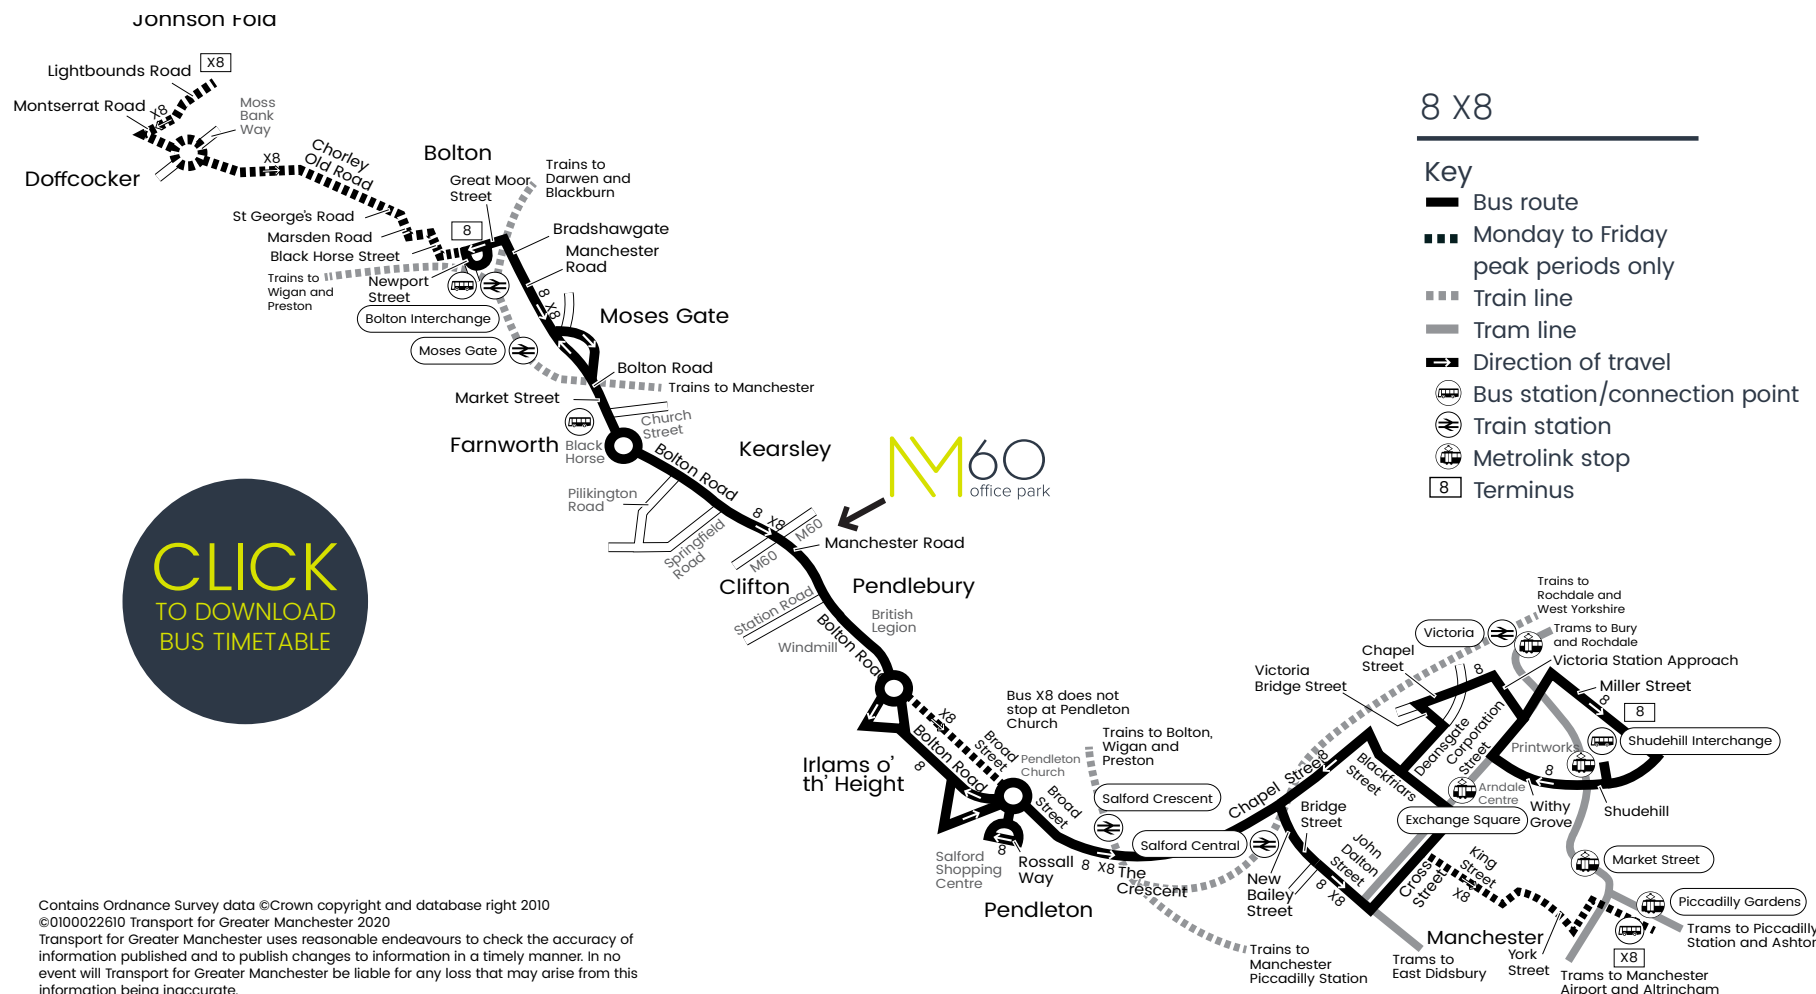 Johnson Fold
X8
Lightbounds Road
Montserrat Road
X8
Moss
Bank
Way
Doffcocker
X8
Chorley
Old Road
Bolton
Great Moor
Street
Trains to
Darwen and
Blackburn
St George's Road
Marsden Road
Black Horse Street
8
Bradshawgate
Manchester
Road
Trains to
Wigan and
Preston
Newport
Street
Bolton Interchange
8 X8
Moses Gate
Moses Gate
Bolton Road
Trains to Manchester
Market Street
Church
Street
Farnworth
Black
Horse
Kearsley
Bolton Road
M60
office park
Pilikington
Road
Springfield
Road
8 X8
M60
M60
Manchester Road
Clifton
Pendlebury
Station Road
Windmill
British
Legion
Bolton Road
CLICK
TO DOWNLOAD
BUS TIMETABLE
Irlams o'
th' Height
X8
Broad
Street
Bolton Road
8
Bus X8 does not
stop at Pendleton
Church
Pendleton
Church
Trains to Bolton,
Wigan and
Preston
Broad
Street
Salford Crescent
Salford Central
Salford
Shopping
Centre
8
Rossall
Way
8 X8
The
Crescent
Pendleton
Chapel Street
8
Victoria
Bridge Street
Chapel
Street
8
Victoria
Trains to
Rochdale and
West Yorkshire
Trams to Bury
and Rochdale
Victoria Station Approach
Miller Street
8
8
Shudehill Interchange
Printworks
Deansgate
Corporation
Street
Blackfriars
Street
Arndale
Centre
Exchange Square
8
Withy
Grove
Shudehill
Bridge
Street
John
Dalton
Street
New
Bailey
Street
8 X8
Cross
Street
King
Street
X8
Market Street
Piccadilly Gardens
Trams to Piccadilly
Station and Ashton
X8
Manchester
York
Street
Trams to
East Didsbury
Trams to Manchester
Airport and Altrincham
Trains to
Manchester
Piccadilly Station
8 X8
Key
Bus route
Monday to Friday
peak periods only
Train line
Tram line
Direction of travel
Bus station/connection point
Train station
Metrolink stop
8 Terminus
Contains Ordnance Survey data ©Crown copyright and database right 2010
©0100022610 Transport for Greater Manchester 2020
Transport for Greater Manchester uses reasonable endeavours to check the accuracy of
information published and to publish changes to information in a timely manner. In no
event will Transport for Greater Manchester be liable for any loss that may arise from this
information being inaccurate.